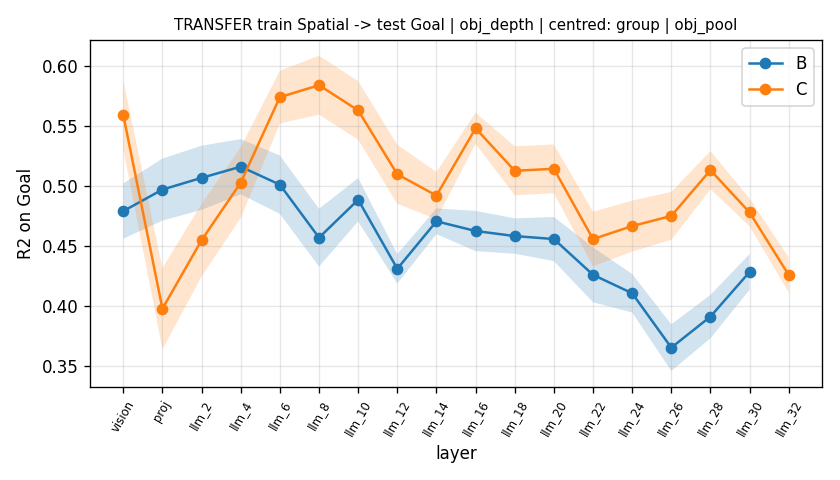 TRANSFER train Spatial -> test Goal | obj_depth | centred: group | obj_pool
B
C
R2 on Goal
0.60
0.55
0.50
0.45
0.40
0.35
vision
proj
llm_2
llm_4
llm_6
llm_8
llm_10
llm_12
llm_14
llm_16
llm_18
llm_20
llm_22
llm_24
llm_26
llm_28
llm_30
llm_32
layer